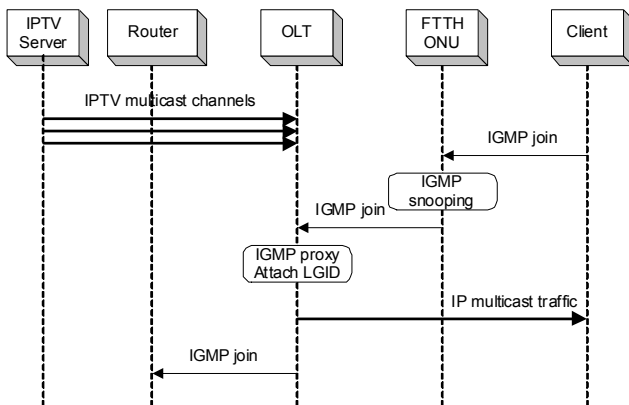 IPTV
Server
Router
OLT
FTTH
ONU
Client
IPTV multicast channels
IGMP join
IGMP
snooping
IGMP join
IGMP proxy
Attach LGID
IP multicast traffic
IGMP join